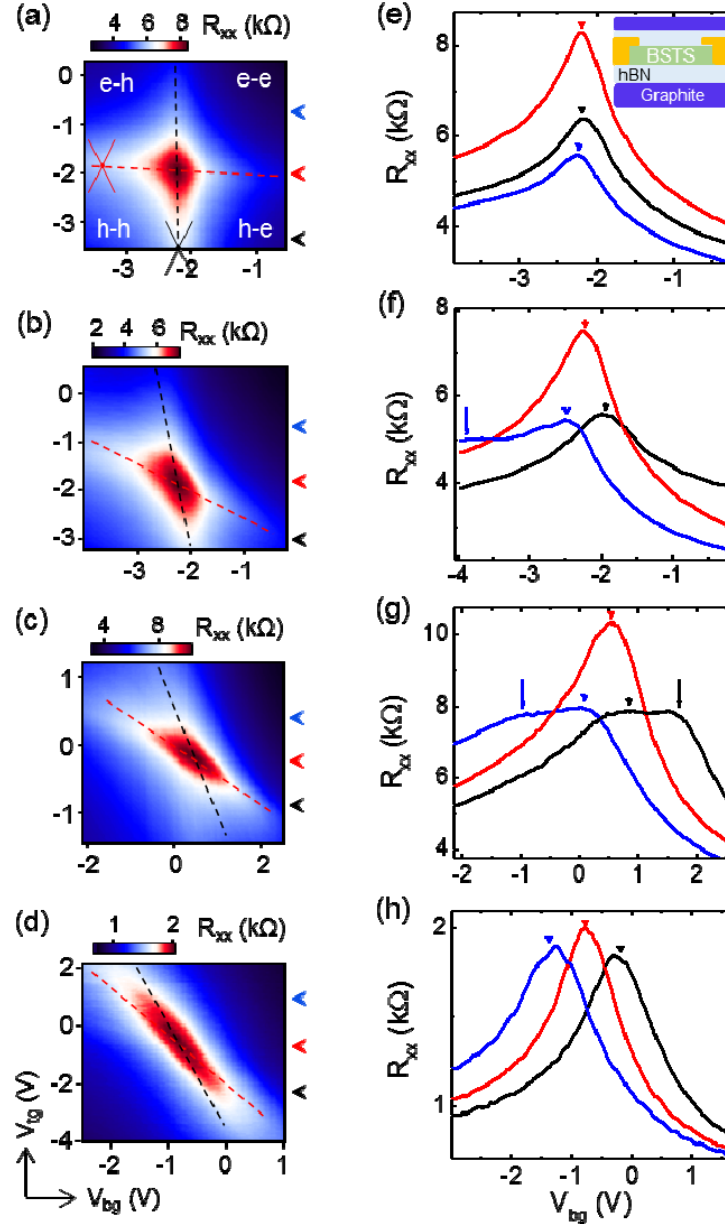 (a) R_xx (kΩ)
4 6 8
0
-1
-2
-3
e-h e-e
h-h h-e
-3 -2 -1
(b) R_xx (kΩ)
2 4 6
0
-1
-2
-3
-3 -2 -1
(c) R_xx (kΩ)
4 8
1
0
-1
-2 0 2
(d) R_xx (kΩ)
1 2
2
0
-2
-4
-2 -1 0 1
V_tg (V)
V_bg (V)
(e)
R_xx (kΩ)
8
6
4
-3 -2 -1
BSTS
hBN
Graphite
(f)
R_xx (kΩ)
8
6
4
-4 -3 -2 -1
(g)
R_xx (kΩ)
10
8
6
4
-2 -1 0 1 2
(h)
R_xx (kΩ)
2
1
-2 -1 0
V_bg (V)